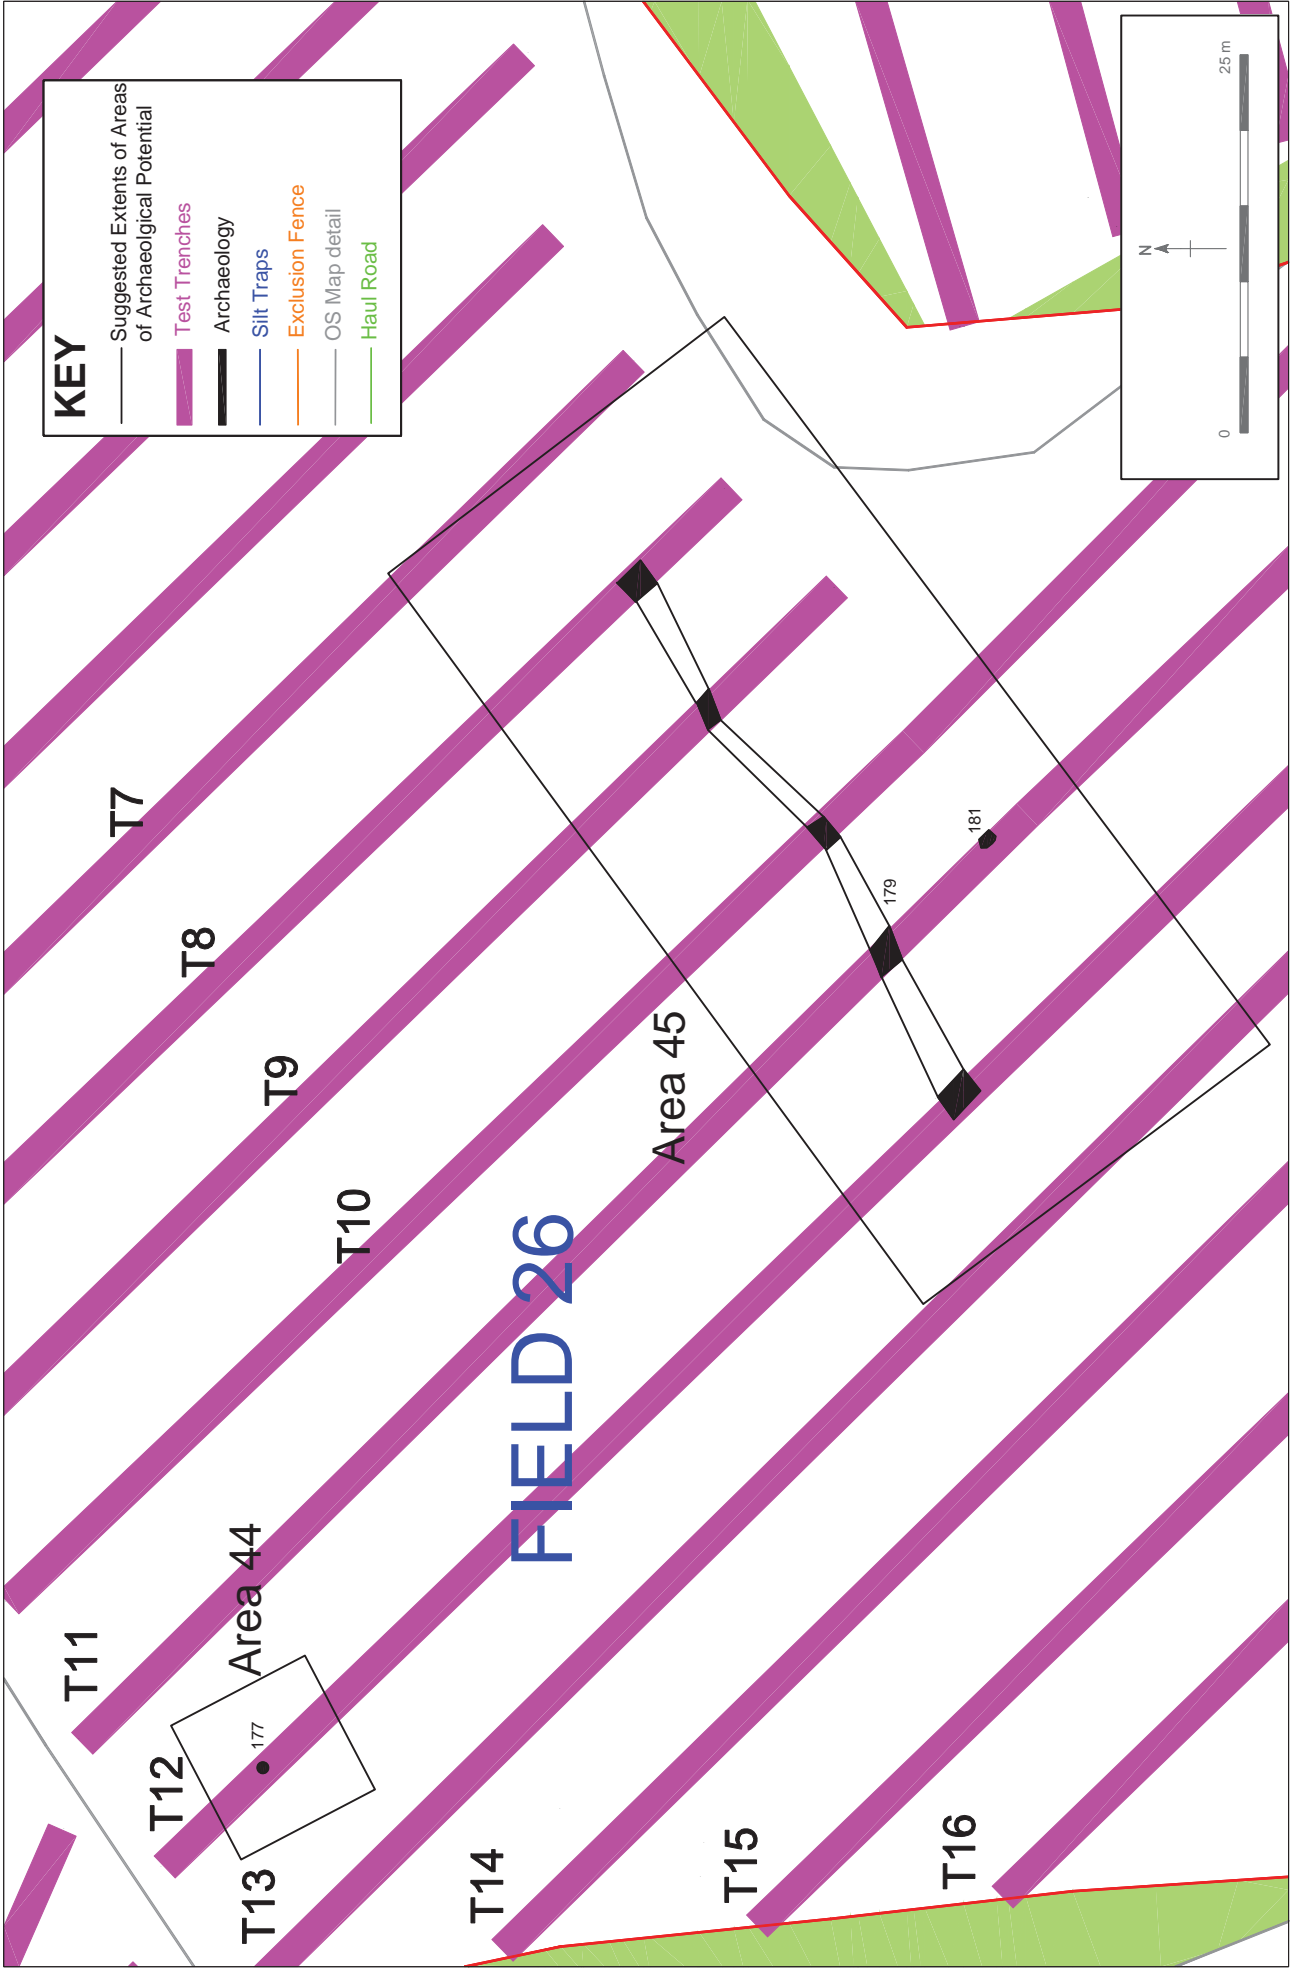 KEY
Suggested Extents of Areas
of Archaeolgical Potential
Test Trenches
Archaeology
Silt Traps
Exclusion Fence
OS Map detail
Haul Road
T7
T8
T9
T10
T11
T12
T13
T14
T15
T16
Area 44
177
FIELD 26
Area 45
179
181
N
0
25 m